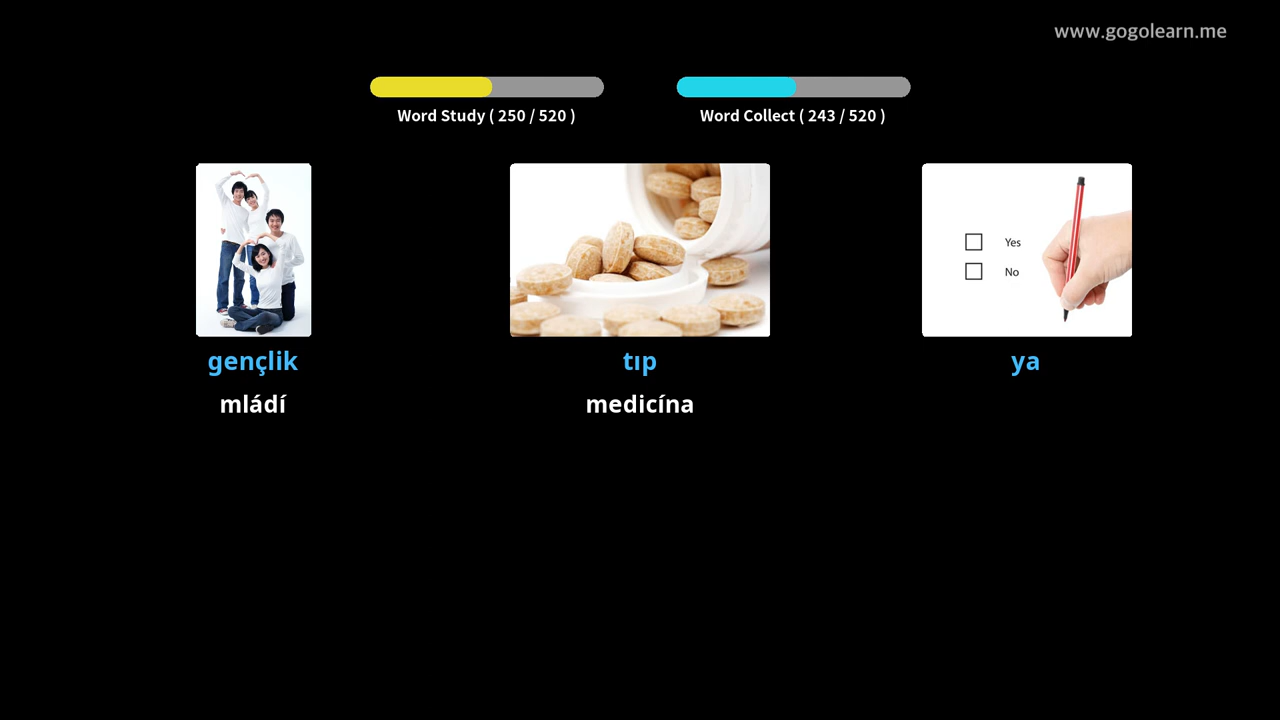 www.gogolearn.me
Word Study ( 250 / 520 )
Word Collect ( 243 / 520 )
Yes
No
gençlik
tıp
ya
mládí
medicína